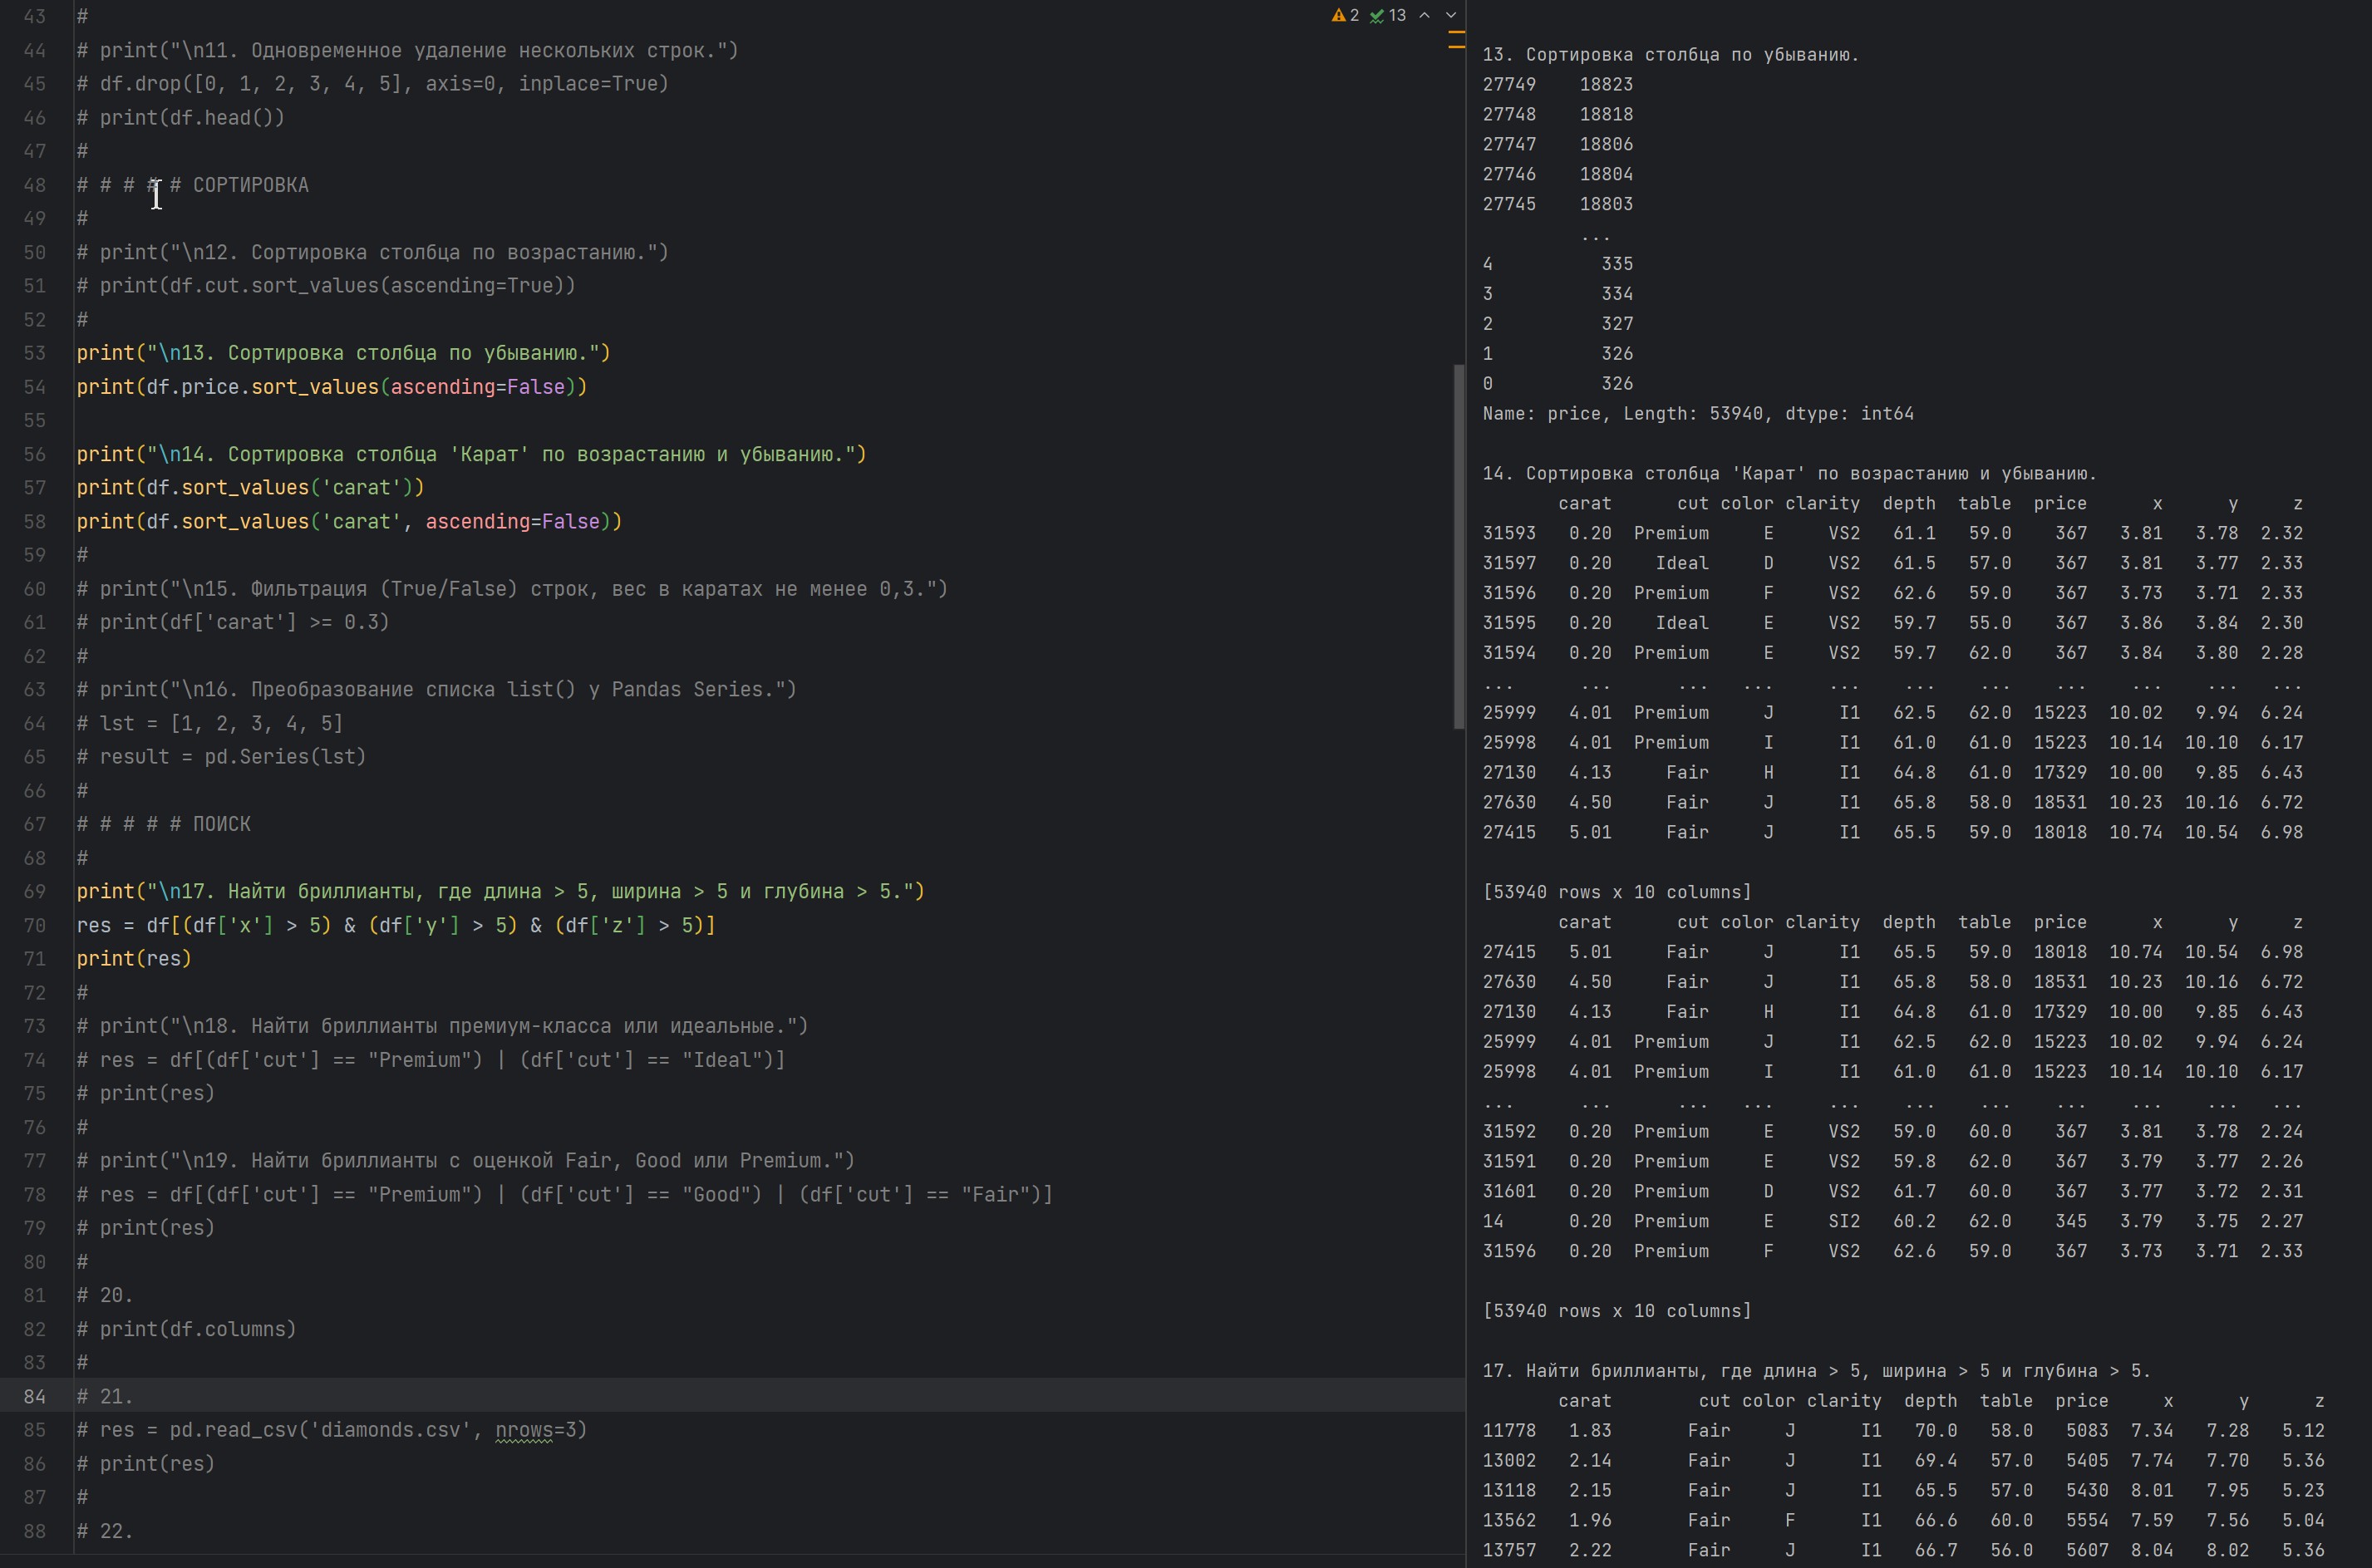 43 #
44 # print("\n11. Одновременное удаление нескольких строк.")
45 # df.drop([0, 1, 2, 3, 4, 5], axis=0, inplace=True)
46 # print(df.head())
47 #
48 # # # # # СОРТИРОВКА
49 #
50 # print("\n12. Сортировка столбца по возрастанию.")
51 # print(df.cut.sort_values(ascending=True))
52 #
53 print("\n13. Сортировка столбца по убыванию.")
54 print(df.price.sort_values(ascending=False))
55
56 print("\n14. Сортировка столбца 'Карат' по возрастанию и убыванию.")
57 print(df.sort_values('carat'))
58 print(df.sort_values('carat', ascending=False))
59 #
60 # print("\n15. Фильтрация (True/False) строк, вес в каратах не менее 0,3.")
61 # print(df['carat'] >= 0.3)
62 #
63 # print("\n16. Преобразование списка list() у Pandas Series.")
64 # lst = [1, 2, 3, 4, 5]
65 # result = pd.Series(lst)
66 #
67 # # # # # ПОИСК
68 #
69 print("\n17. Найти бриллианты, где длина > 5, ширина > 5 и глубина > 5.")
70 res = df[(df['x'] > 5) & (df['y'] > 5) & (df['z'] > 5)]
71 print(res)
72 #
73 # print("\n18. Найти бриллианты премиум-класса или идеальные.")
74 # res = df[(df['cut'] == "Premium") | (df['cut'] == "Ideal")]
75 # print(res)
76 #
77 # print("\n19. Найти бриллианты с оценкой Fair, Good или Premium.")
78 # res = df[(df['cut'] == "Premium") | (df['cut'] == "Good") | (df['cut'] == "Fair")]
79 # print(res)
80 #
81 # 20.
82 # print(df.columns)
83 #
84 # 21.
85 # res = pd.read_csv('diamonds.csv', nrows=3)
86 # print(res)
87 #
88 # 22.
2 13
13. Сортировка столбца по убыванию.
27749 18823
27748 18818
27747 18806
27746 18804
27745 18803
...
4 335
3 334
2 327
1 326
0 326
Name: price, Length: 53940, dtype: int64
14. Сортировка столбца 'Карат' по возрастанию и убыванию.
carat cut color clarity depth table price x y z
31593 0.20 Premium E VS2 61.1 59.0 367 3.81 3.78 2.32
31597 0.20 Ideal D VS2 61.5 57.0 367 3.81 3.77 2.33
31596 0.20 Premium F VS2 62.6 59.0 367 3.73 3.71 2.33
31595 0.20 Ideal E VS2 59.7 55.0 367 3.86 3.84 2.30
31594 0.20 Premium E VS2 59.7 62.0 367 3.84 3.80 2.28
... ... ... ... ... ... ... ... ... ... ...
25999 4.01 Premium J I1 62.5 62.0 15223 10.02 9.94 6.24
25998 4.01 Premium I I1 61.0 61.0 15223 10.14 10.10 6.17
27130 4.13 Fair H I1 64.8 61.0 17329 10.00 9.85 6.43
27630 4.50 Fair J I1 65.8 58.0 18531 10.23 10.16 6.72
27415 5.01 Fair J I1 65.5 59.0 18018 10.74 10.54 6.98
[53940 rows x 10 columns]
carat cut color clarity depth table price x y z
27415 5.01 Fair J I1 65.5 59.0 18018 10.74 10.54 6.98
27630 4.50 Fair J I1 65.8 58.0 18531 10.23 10.16 6.72
27130 4.13 Fair H I1 64.8 61.0 17329 10.00 9.85 6.43
25999 4.01 Premium J I1 62.5 62.0 15223 10.02 9.94 6.24
25998 4.01 Premium I I1 61.0 61.0 15223 10.14 10.10 6.17
... ... ... ... ... ... ... ... ... ... ...
31592 0.20 Premium E VS2 59.0 60.0 367 3.81 3.78 2.24
31591 0.20 Premium E VS2 59.8 62.0 367 3.79 3.77 2.26
31601 0.20 Premium D VS2 61.7 60.0 367 3.77 3.72 2.31
14 0.20 Premium E SI2 60.2 62.0 345 3.79 3.75 2.27
31596 0.20 Premium F VS2 62.6 59.0 367 3.73 3.71 2.33
[53940 rows x 10 columns]
17. Найти бриллианты, где длина > 5, ширина > 5 и глубина > 5.
carat cut color clarity depth table price x y z
11778 1.83 Fair J I1 70.0 58.0 5083 7.34 7.28 5.12
13002 2.14 Fair J I1 69.4 57.0 5405 7.74 7.70 5.36
13118 2.15 Fair J I1 65.5 57.0 5430 8.01 7.95 5.23
13562 1.96 Fair F I1 66.6 60.0 5554 7.59 7.56 5.04
13757 2.22 Fair J I1 66.7 56.0 5607 8.04 8.02 5.36